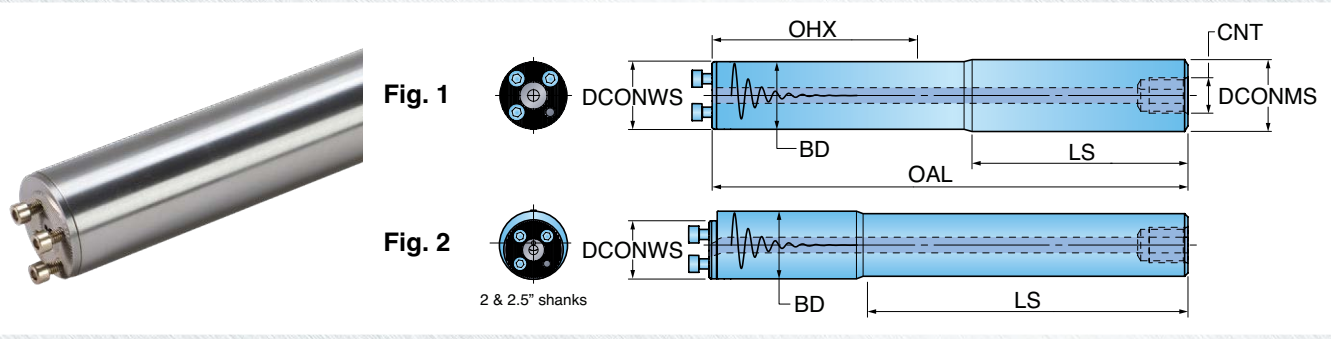 OHX
CNT
Fig. 1
DCONWS
DCONMS
BD
LS
OAL
Fig. 2
DCONWS
2 & 2.5" shanks
BD
LS